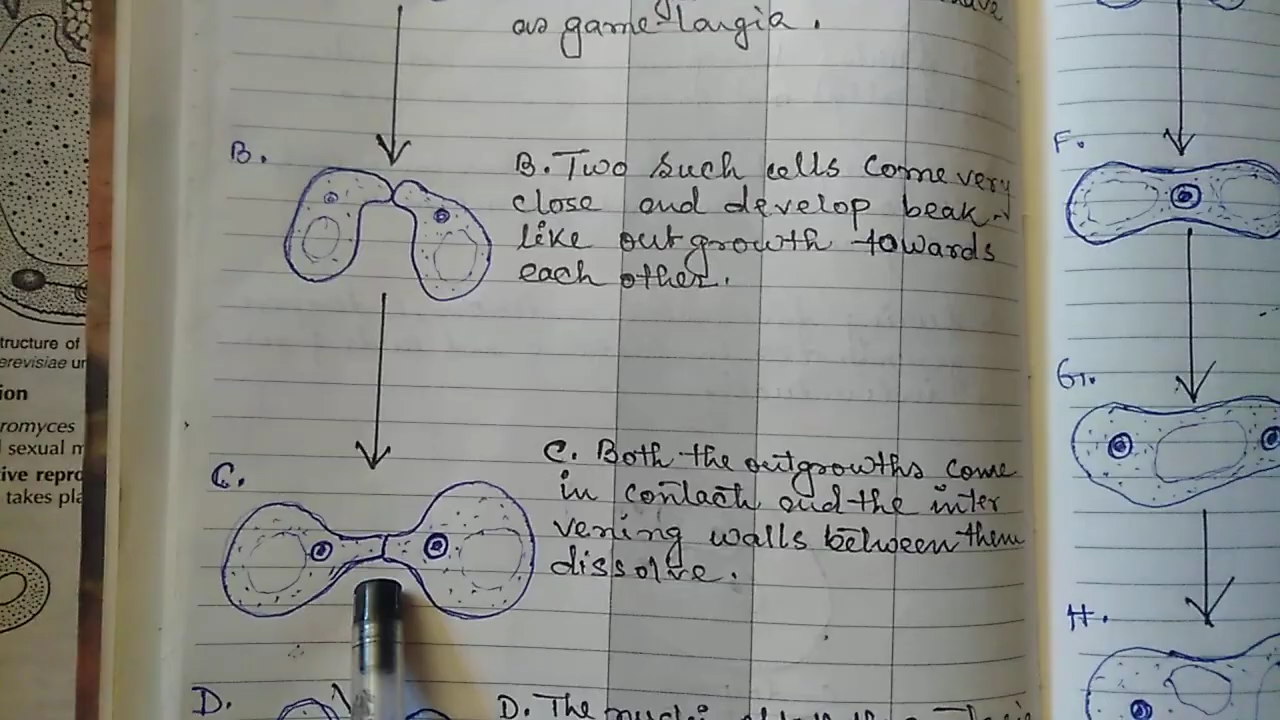 as gametangia.
B.
B. Two such cells come very
close and develop beak
like outgrowth towards
each other.
C.
C. Both the outgrowths come
in contact and the inter
vening walls between them
dissolve.
D.
D. The nuclei
F.
G.
H.
tructure of
erevisiae
ion
romyces
sexual
ive repro
takes pla